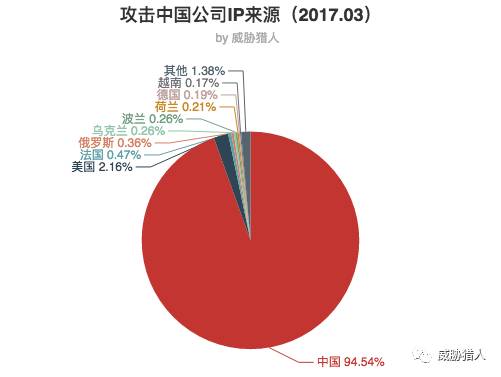 攻击中国公司IP来源（2017.03）
by 威胁猎人
其他 1.38%
越南 0.17%
德国 0.19%
荷兰 0.21%
波兰 0.26%
乌克兰 0.26%
俄罗斯 0.36%
法国 0.47%
美国 2.16%
中国 94.54%
威胁猎人